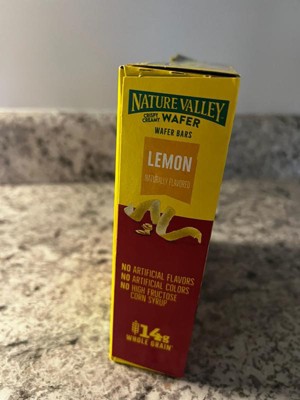 NATURE VALLEY
CRISPY CREAMY WAFER
WAFER BARS
LEMON
NATURALLY FLAVORED
NO ARTIFICIAL FLAVORS
NO ARTIFICIAL COLORS
NO HIGH FRUCTOSE
CORN SYRUP
14g
WHOLE GRAIN